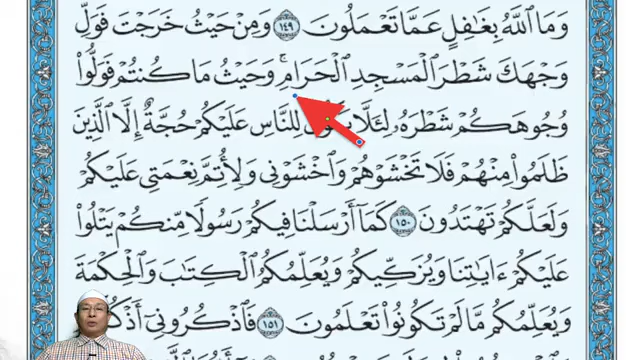 وَمَا ٱللَّهُ بِغَٰفِلٍ عَمَّا تَعْمَلُونَ ١٤٩ وَمِنْ حَيْثُ خَرَجْتَ فَوَلِّ
وَجْهَكَ شَطْرَ ٱلْمَسْجِدِ ٱلْحَرَامِ ۚ وَحَيْثُ مَا كُنتُمْ فَوَلُّوا۟
وُجُوهَكُمْ شَطْرَهُۥ لِئَلَّا لِلنَّاسِ عَلَيْكُمْ حُجَّةٌ إِلَّا ٱلَّذِينَ
ظَلَمُوا۟ مِنْهُمْ فَلَا تَخْشَوْهُمْ وَٱخْشَوْنِى وَلِأُتِمَّ نِعْمَتِى عَلَيْكُمْ
وَلَعَلَّكُمْ تَهْتَدُونَ ١٥٠ كَمَآ أَرْسَلْنَا فِيكُمْ رَسُولًا مِّنكُمْ يَتْلُوا۟
عَلَيْكُمْ ءَايَٰتِنَا وَيُزَكِّيكُمْ وَيُعَلِّمُكُمُ ٱلْكِتَٰبَ وَٱلْحِكْمَةَ
وَيُعَلِّمُكُم مَّا لَمْ تَكُونُوا۟ تَعْلَمُونَ ١٥١ فَٱذْكُرُونِىٓ أَذْكُ